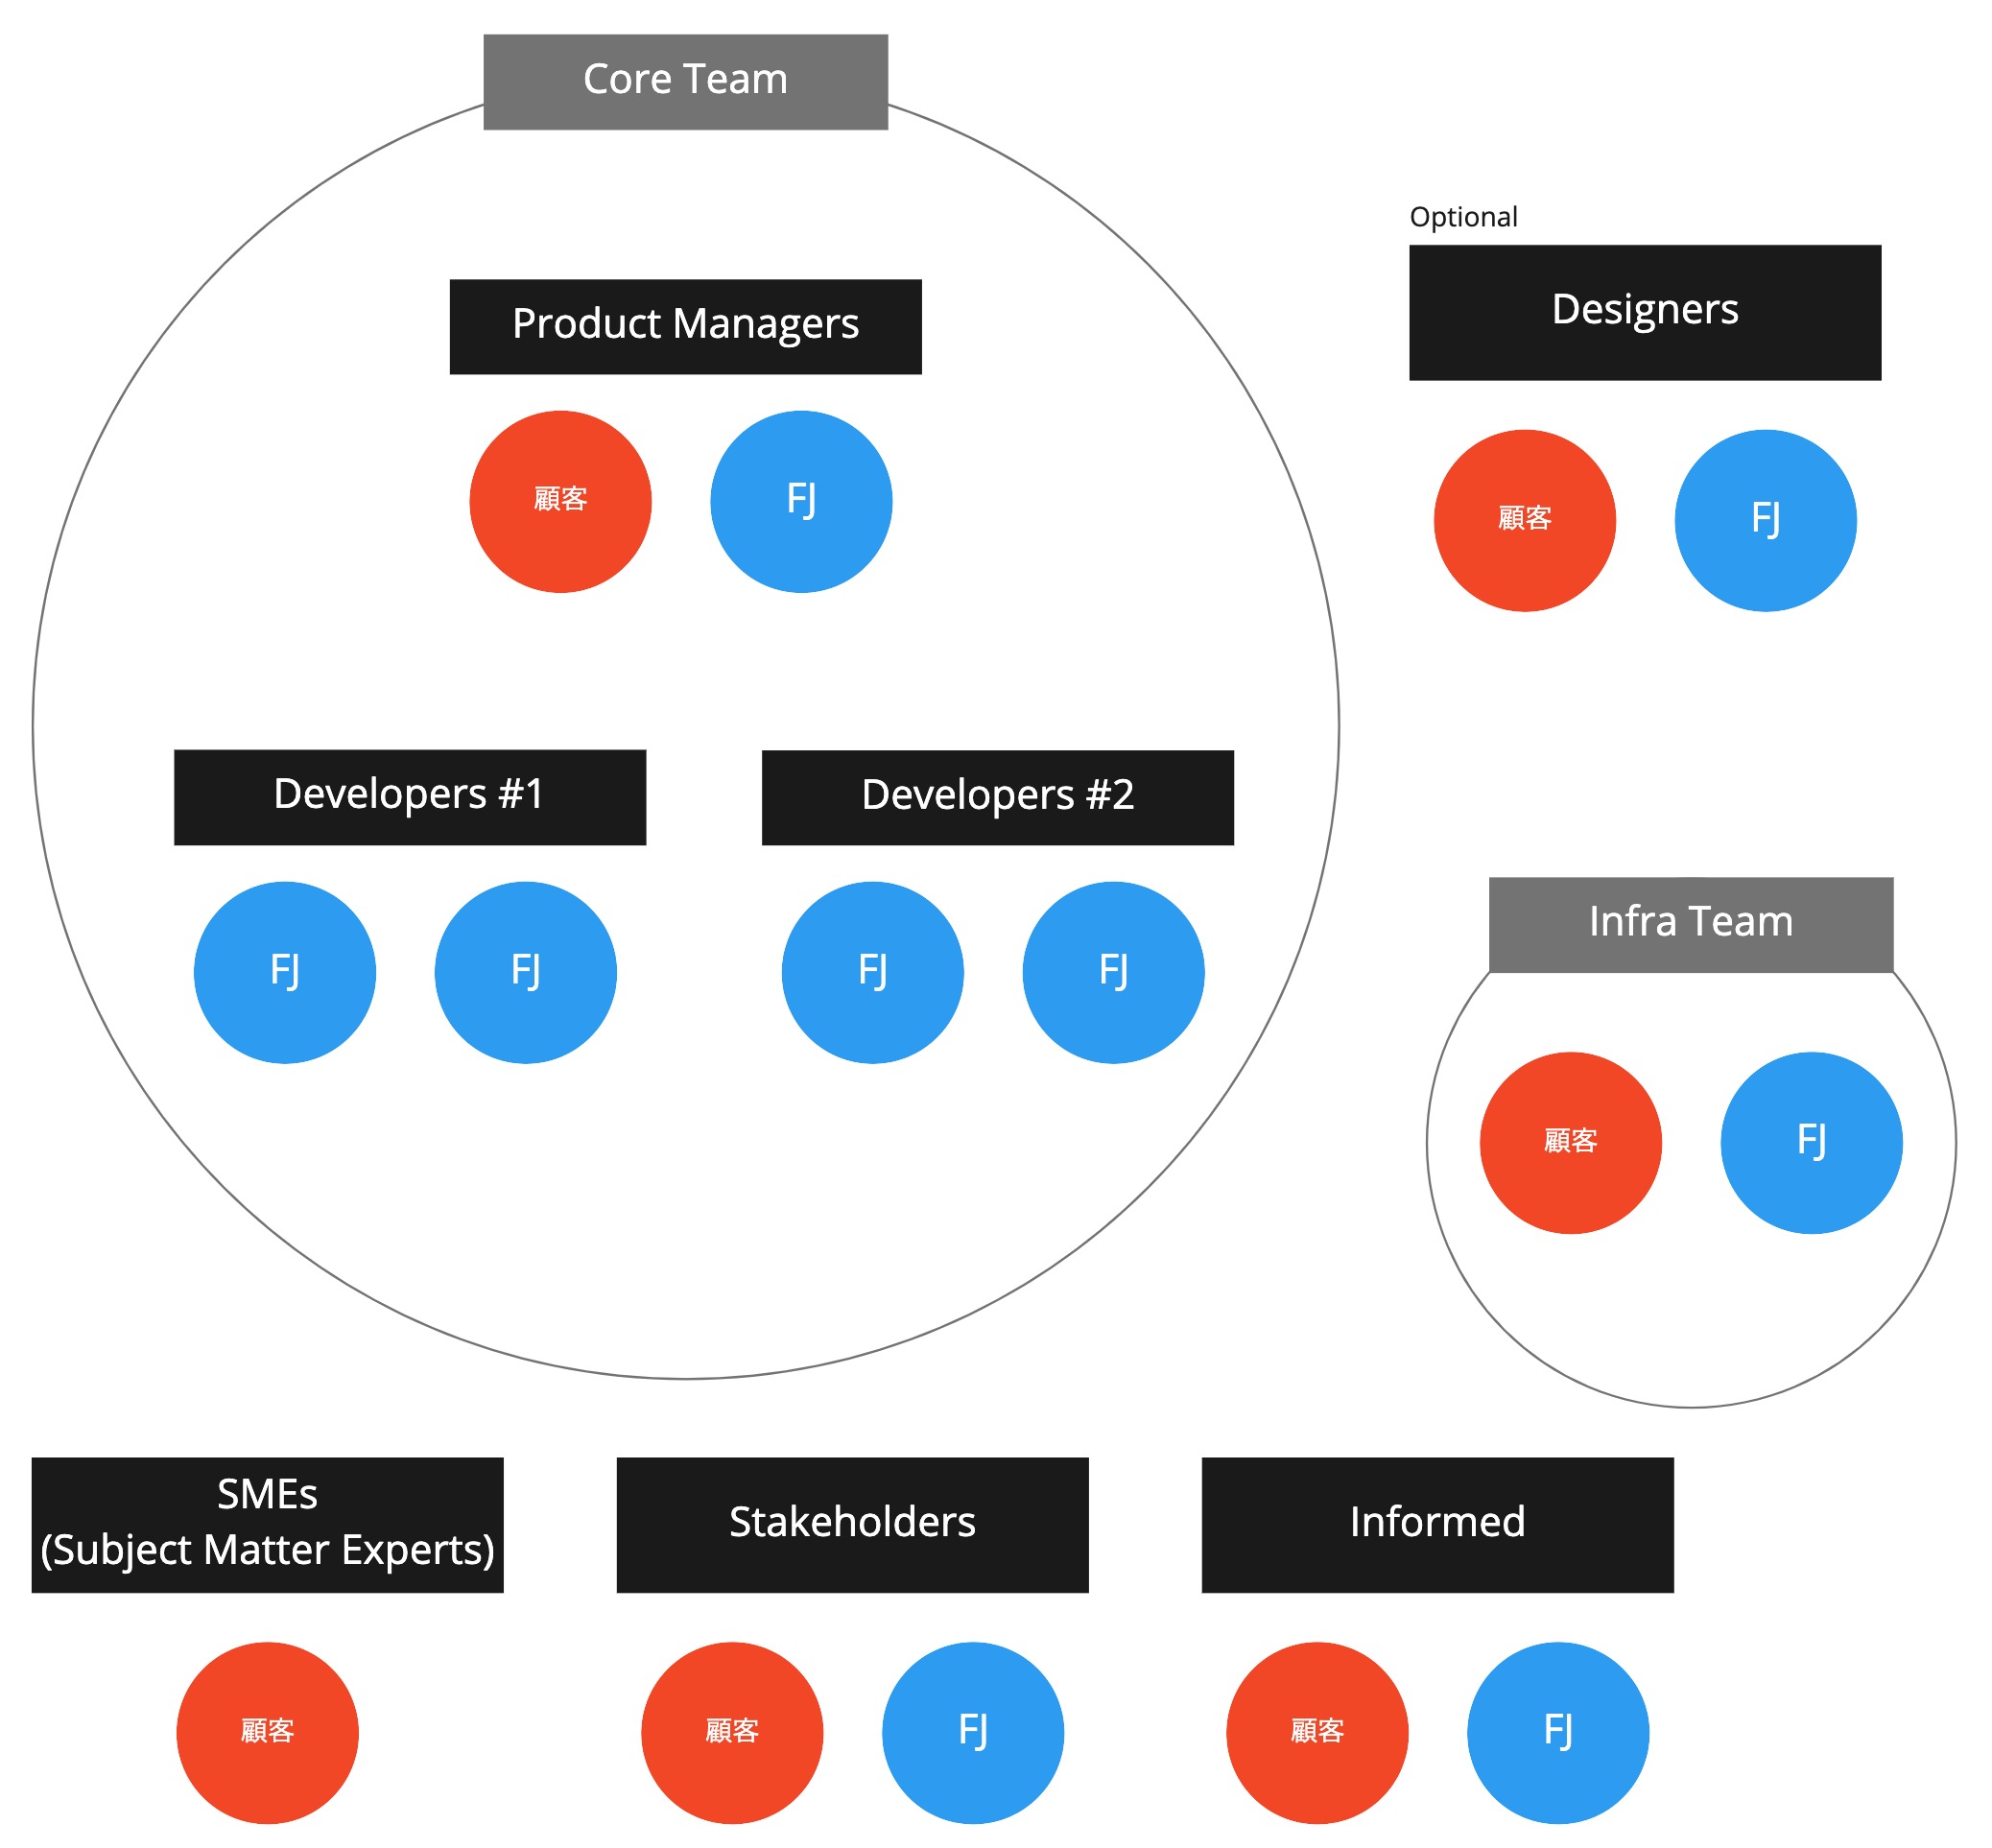 Core Team
Product Managers
顧客
FJ
Developers #1
FJ
FJ
Developers #2
FJ
FJ
Optional
Designers
顧客
FJ
Infra Team
顧客
FJ
SMEs
(Subject Matter Experts)
顧客
Stakeholders
顧客
FJ
Informed
顧客
FJ